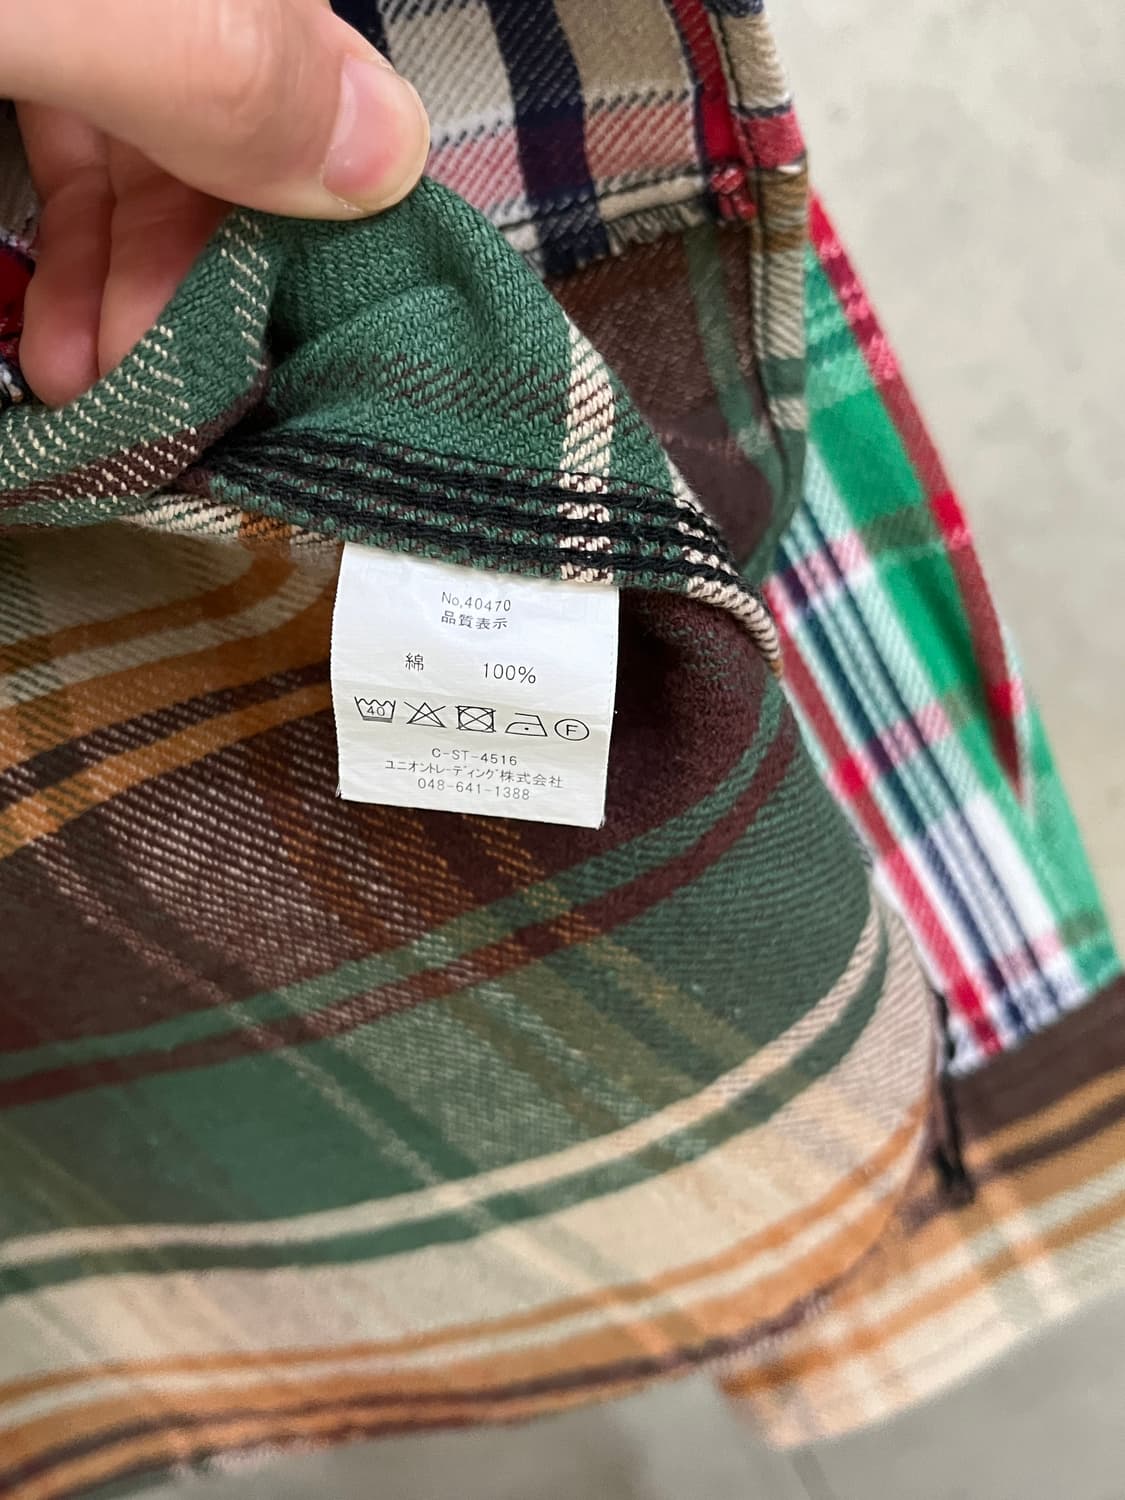 No,40470
品質表示
綿 100%
40 F
C-ST-4516
ユニオントレーディング株式会社
048-641-1388